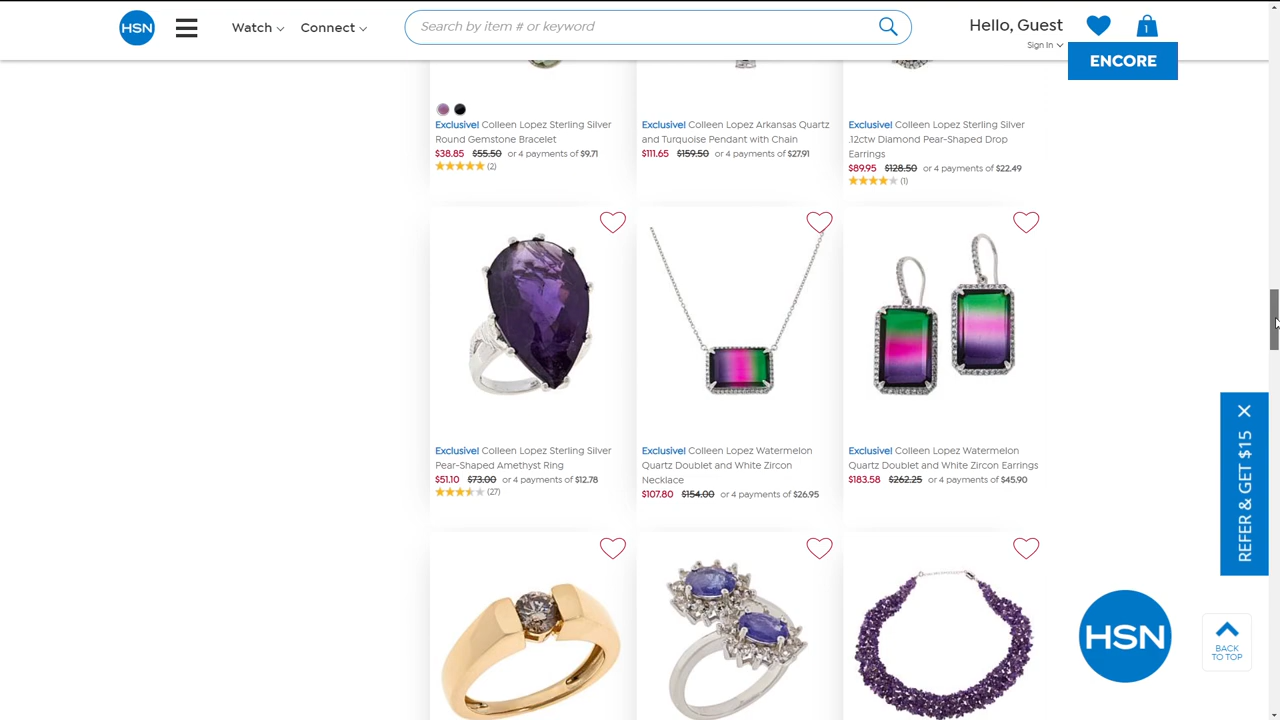 HSN
Watch
Connect
Search by item # or keyword
Hello, Guest
Sign In
1
ENCORE
Exclusive! Colleen Lopez Sterling Silver
Round Gemstone Bracelet
$38.85 $55.50 or 4 payments of $9.71
(2)
Exclusive! Colleen Lopez Arkansas Quartz
and Turquoise Pendant with Chain
$111.65 $159.50 or 4 payments of $27.91
Exclusive! Colleen Lopez Sterling Silver
.12ctw Diamond Pear-Shaped Drop
Earrings
$89.95 $128.50 or 4 payments of $22.49
(1)
Exclusive! Colleen Lopez Sterling Silver
Pear-Shaped Amethyst Ring
$51.10 $73.00 or 4 payments of $12.78
(27)
Exclusive! Colleen Lopez Watermelon
Quartz Doublet and White Zircon
Necklace
$107.80 $154.00 or 4 payments of $26.95
Exclusive! Colleen Lopez Watermelon
Quartz Doublet and White Zircon Earrings
$183.58 $262.25 or 4 payments of $45.90
REFER & GET $15
HSN
BACK
TO TOP